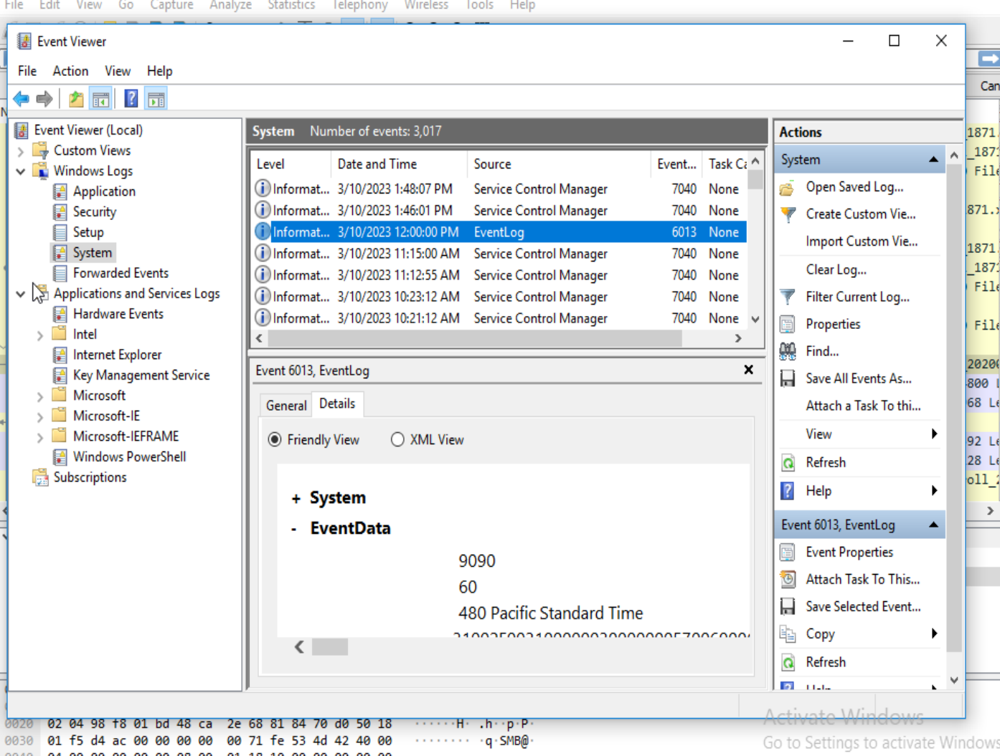 File Edit View Go Capture Analyze Statistics Telephony Wireless Tools Help
Event Viewer
File Action View Help
Event Viewer (Local)
Custom Views
Windows Logs
Application
Security
Setup
System
Forwarded Events
Applications and Services Logs
Hardware Events
Intel
Internet Explorer
Key Management Service
Microsoft
Microsoft-IE
Microsoft-IEFRAME
Windows PowerShell
Subscriptions
System Number of events: 3,017
Level Date and Time Source Event... Task Ca
Informat... 3/10/2023 1:48:07 PM Service Control Manager 7040 None
Informat... 3/10/2023 1:46:01 PM Service Control Manager 7040 None
Informat... 3/10/2023 12:00:00 PM EventLog 6013 None
Informat... 3/10/2023 11:15:00 AM Service Control Manager 7040 None
Informat... 3/10/2023 11:12:55 AM Service Control Manager 7040 None
Informat... 3/10/2023 10:23:12 AM Service Control Manager 7040 None
Informat... 3/10/2023 10:21:12 AM Service Control Manager 7040 None
Event 6013, EventLog
General Details
Friendly View XML View
+ System
- EventData
9090
60
480 Pacific Standard Time
Actions
System
Open Saved Log...
Create Custom Vie...
Import Custom Vie...
Clear Log...
Filter Current Log...
Properties
Find...
Save All Events As...
Attach a Task To thi...
View
Refresh
Help
Event 6013, EventLog
Event Properties
Attach Task To This...
Save Selected Event...
Copy
Refresh
Help
Can
1871.
_1871
File
871.
1871.
_1871
File
File
_2020
800 L
68 Le
92 Le
28 Le
oll_2
0020 02 04 98 f8 01 bd 48 ca 2e 68 81 84 70 d0 50 18 ······H· .h··p·P·
0030 01 f5 d4 ac 00 00 00 00 00 71 fe 53 4d 42 40 00 ········ ·q·SMB@·
Activate Windows
Go to Settings to activate Windows